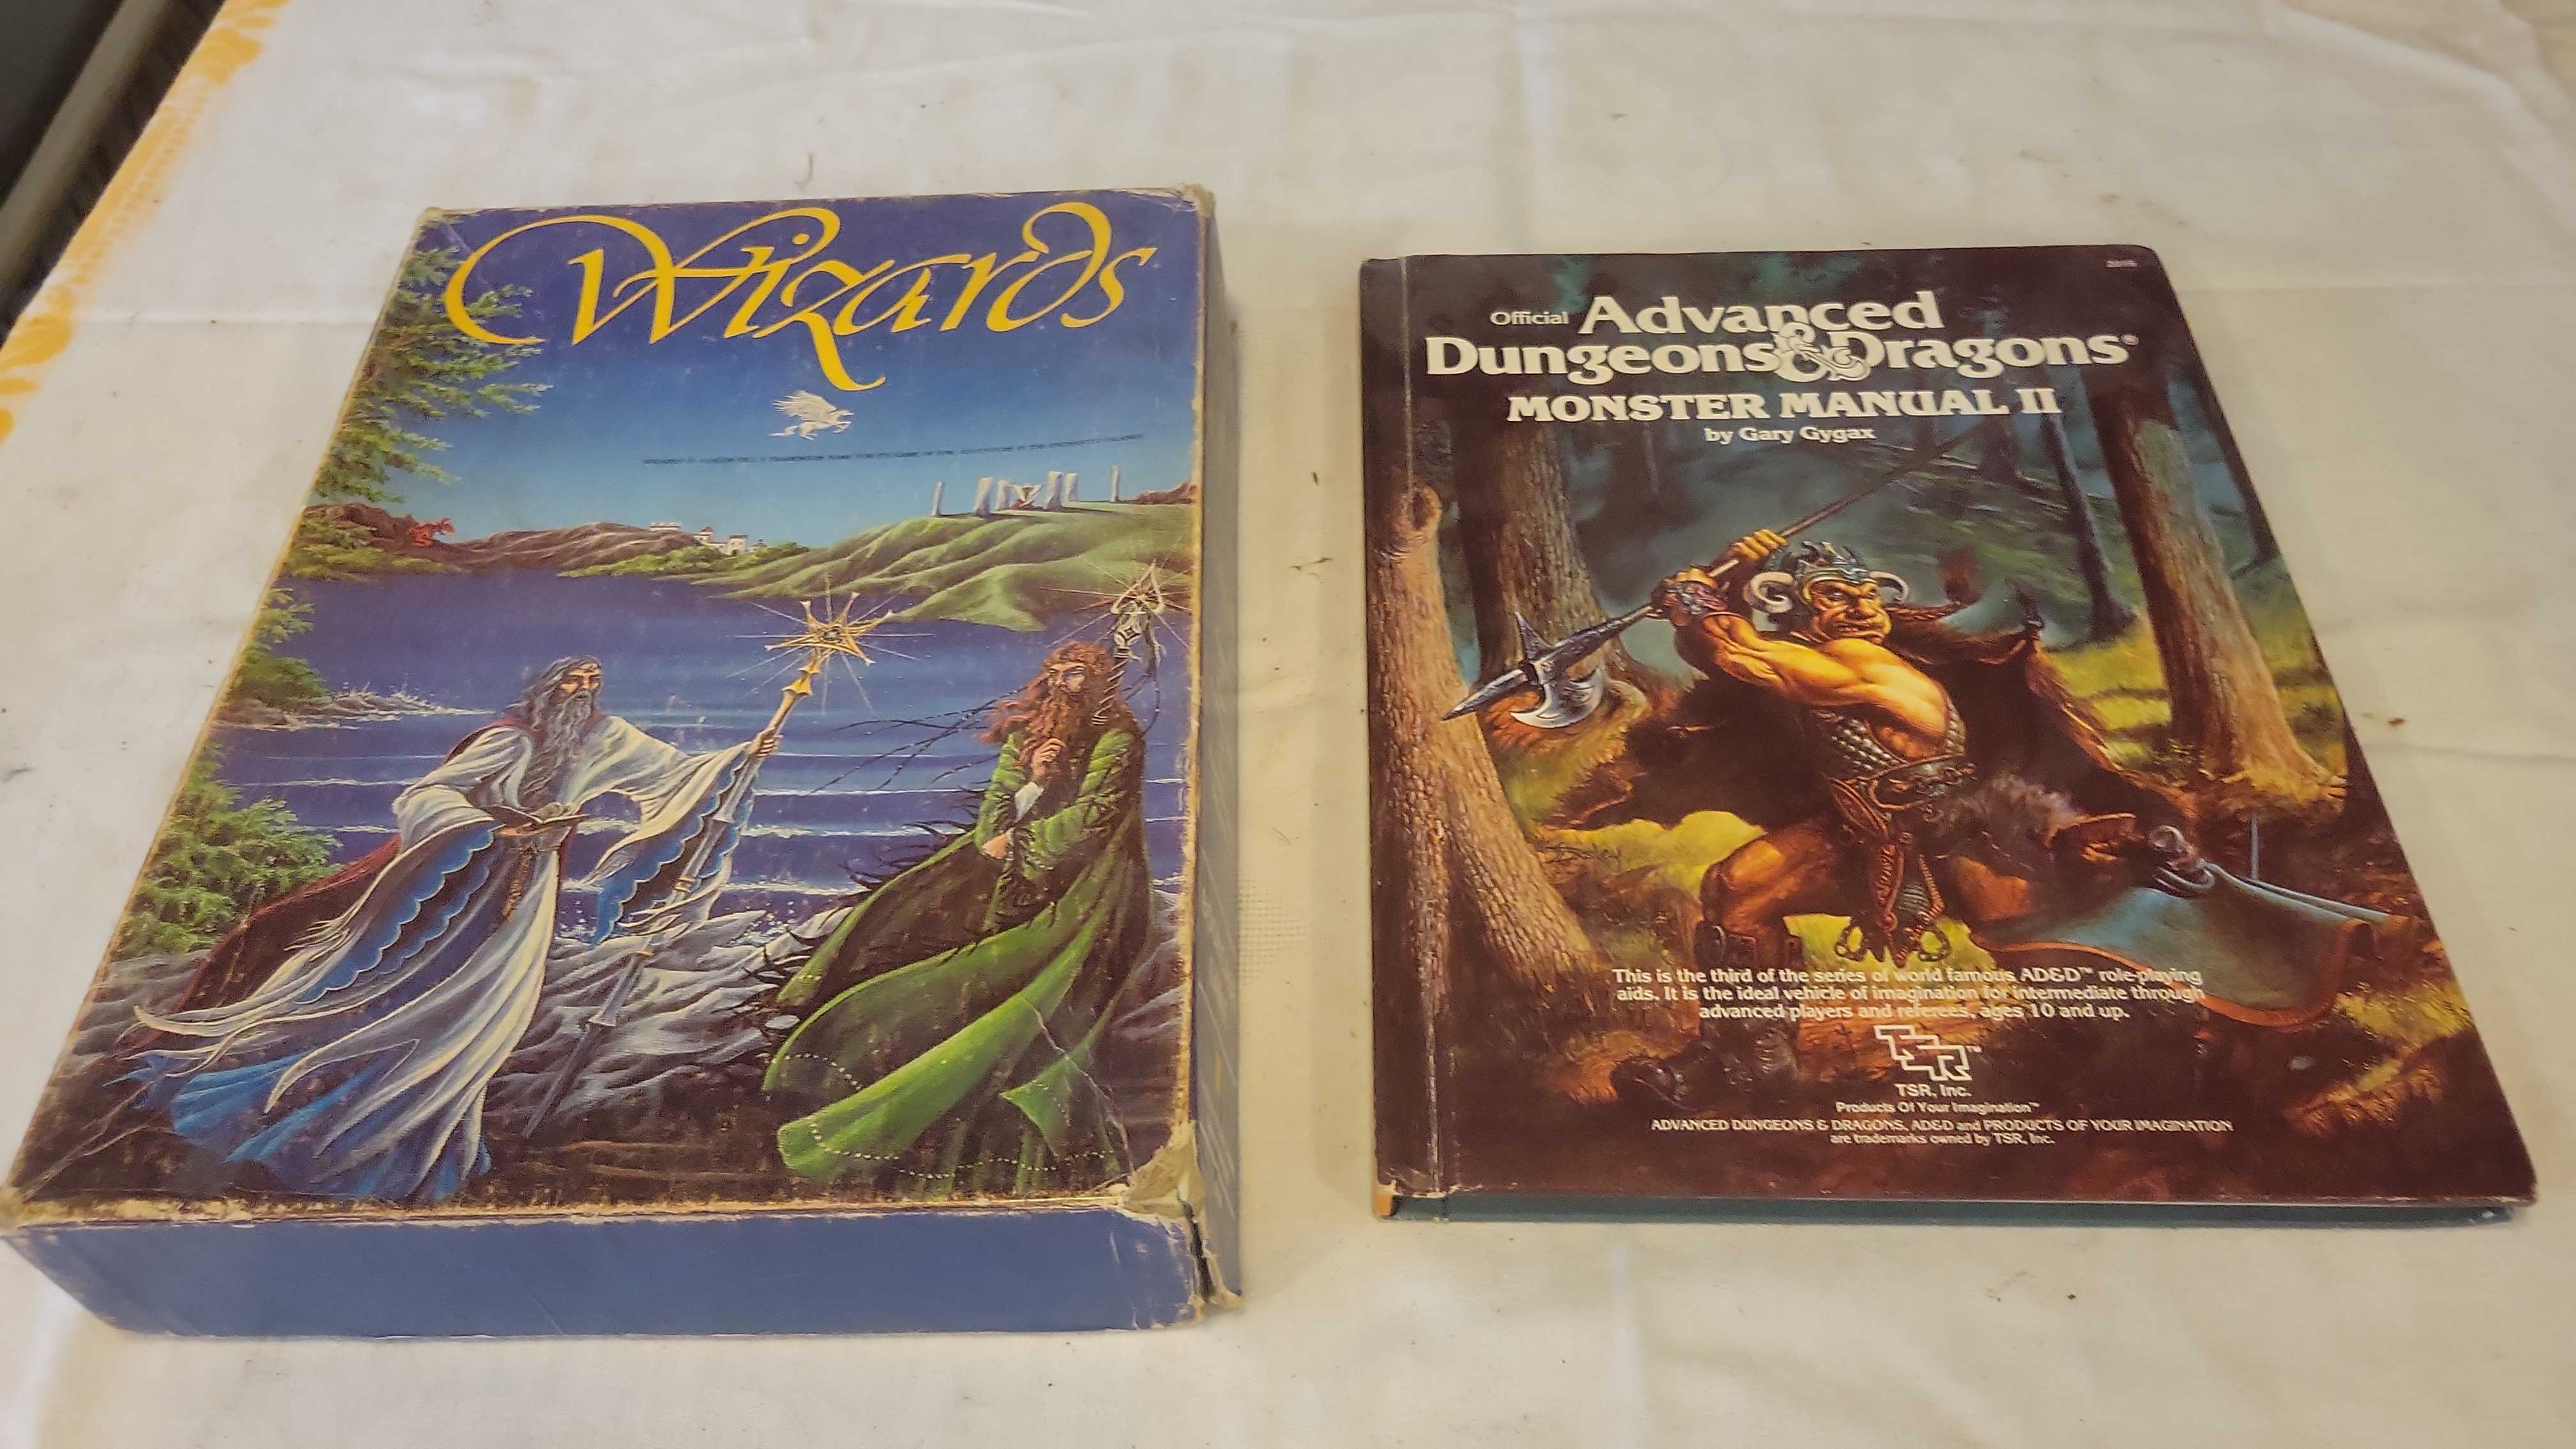 Wizards
Official Advanced
Dungeons & Dragons®
MONSTER MANUAL II
by Gary Gygax
Darley
This is the third of the series of world famous AD&D™ role-playing
aids. It is the ideal vehicle of imagination for intermediate through
advanced players and referees, ages 10 and up.
TSR™
TSR, Inc.
Products Of Your Imagination™
ADVANCED DUNGEONS & DRAGONS, AD&D and PRODUCTS OF YOUR IMAGINATION
are trademarks owned by TSR, Inc.